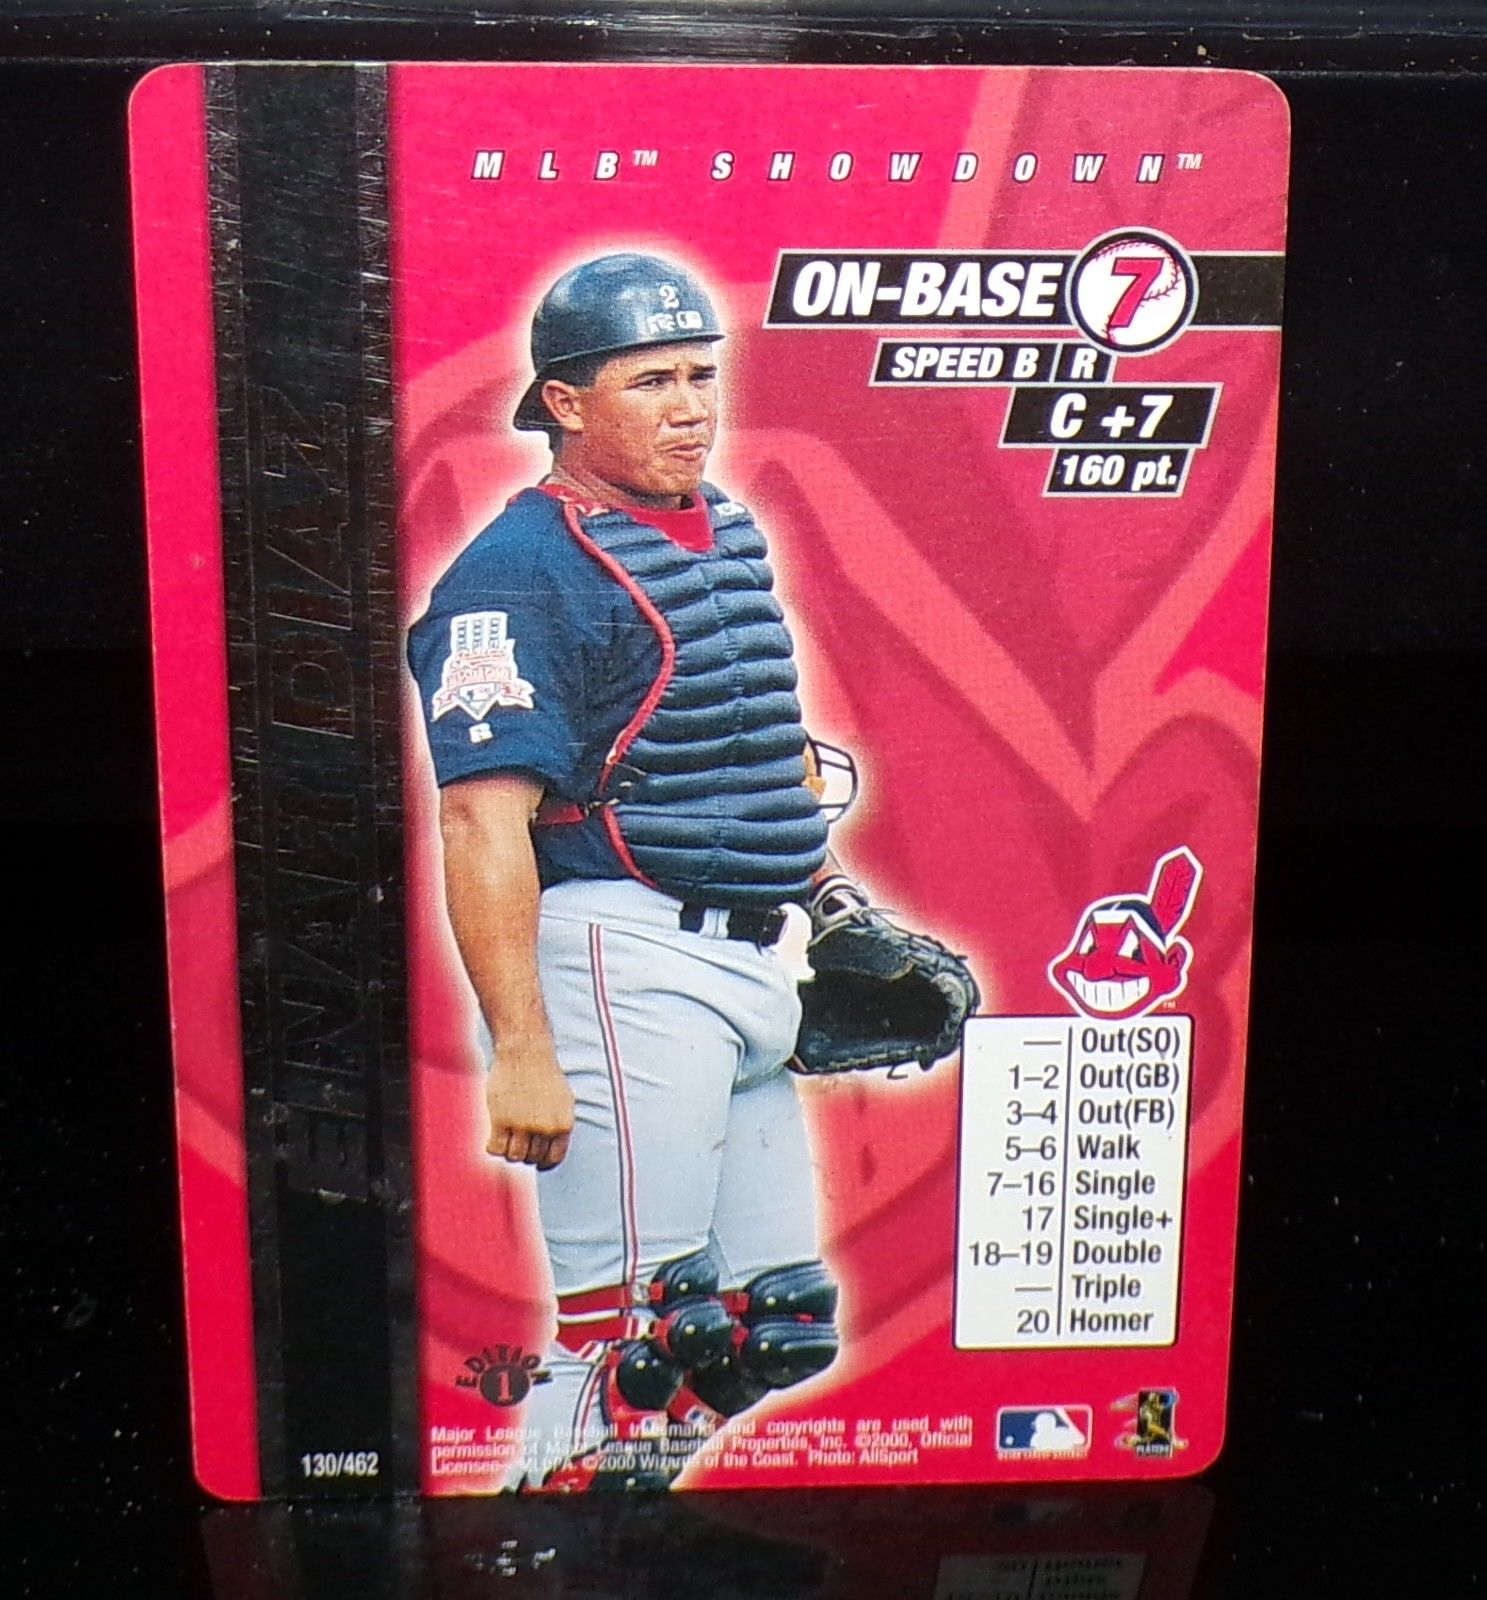 MLB™ SHOWDOWN™
2
ON-BASE 7
SPEED B R
C +7
160 pt.
ENAR DIAZ
— Out(SO)
1–2 Out(GB)
3–4 Out(FB)
5–6 Walk
7–16 Single
17 Single+
18–19 Double
— Triple
20 Homer
EDITION
1
Major League Baseball trademarks and copyrights are used with
permission of Major League Baseball Properties, Inc. ©2000, Official
Licensee– MLBPA. ©2000 Wizards of the Coast. Photo: AllSport
130/462